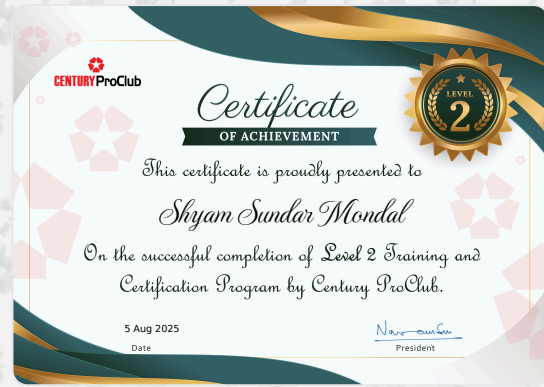 CENTURY ProClub
Certificate
OF ACHIEVEMENT
LEVEL
2
This certificate is proudly presented to
Shyam Sundar Mondal
On the successful completion of Level 2 Training and
Certification Program by Century ProClub.
5 Aug 2025
Date
President